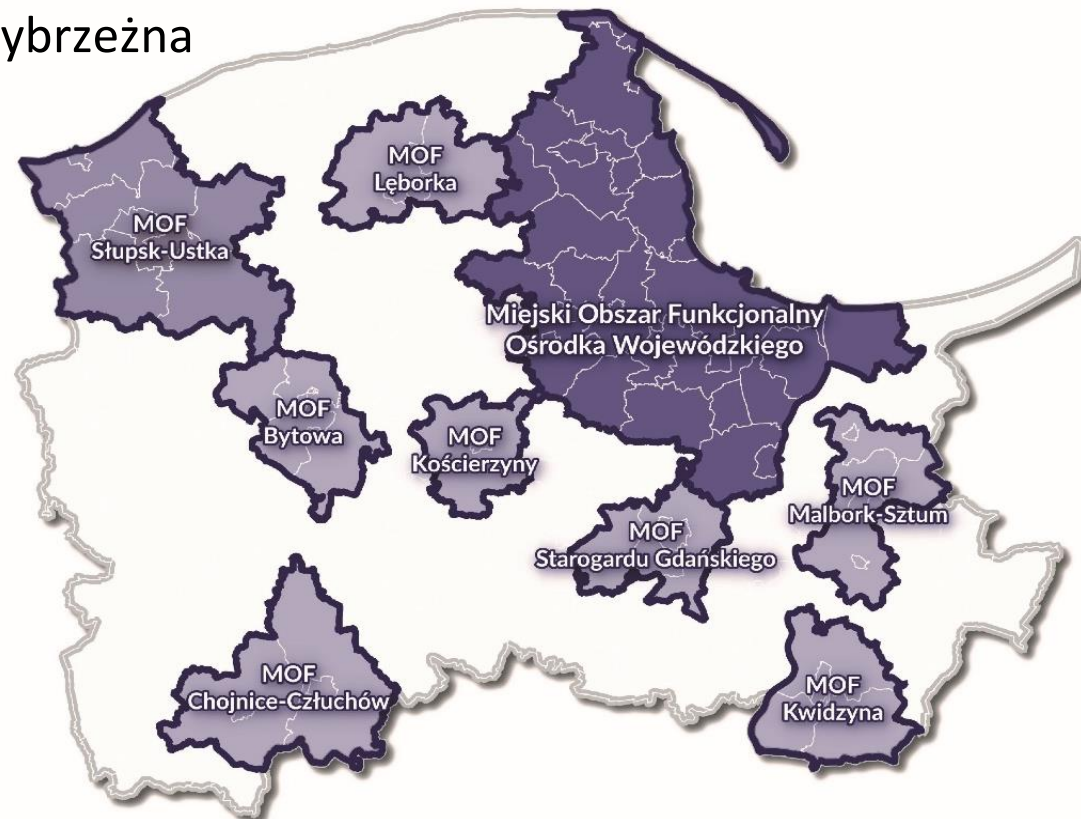 ybrzeżna
MOF
Lęborka
MOF
Słupsk-Ustka
Miejski Obszar Funkcjonalny
Ośrodka Wojewódzkiego
MOF
Bytowa
MOF
Kościerzyny
MOF
Malbork-Sztum
MOF
Starogardu Gdańskiego
MOF
Chojnice-Człuchów
MOF
Kwidzyna